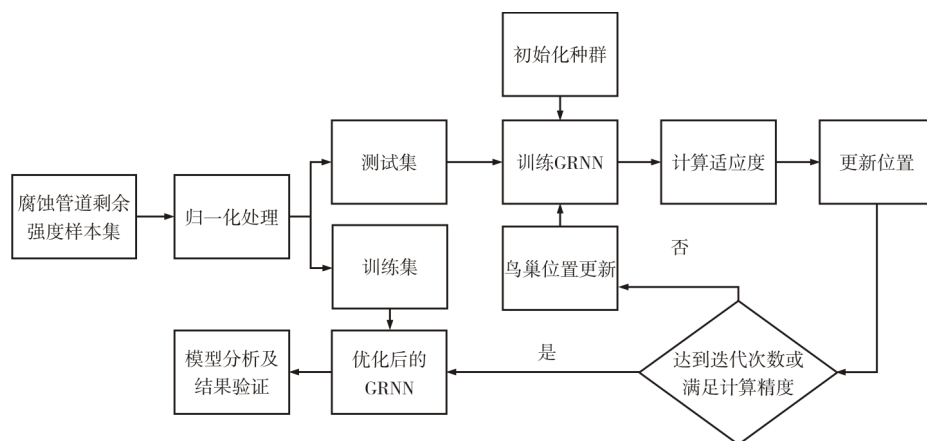 初始化种群
测试集
训练GRNN
计算适应度
更新位置
腐蚀管道剩余
强度样本集
归一化处理
训练集
鸟巢位置更新
否
模型分析及
结果验证
优化后的
GRNN
是
达到迭代次数或
满足计算精度